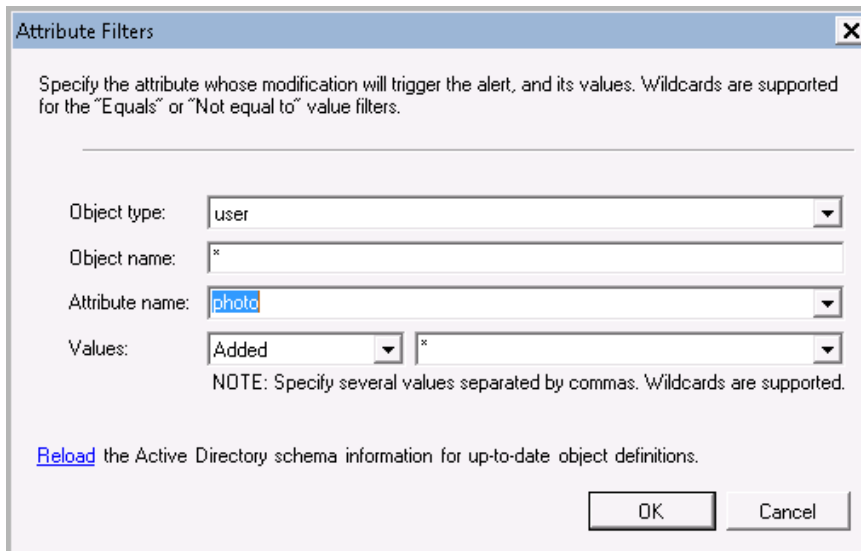 Attribute Filters
Specify the attribute whose modification will trigger the alert, and its values. Wildcards are supported
for the "Equals" or "Not equal to" value filters.
Object type: user
Object name: *
Attribute name: photo
Values: Added *
NOTE: Specify several values separated by commas. Wildcards are supported.
Reload the Active Directory schema information for up-to-date object definitions.
OK Cancel